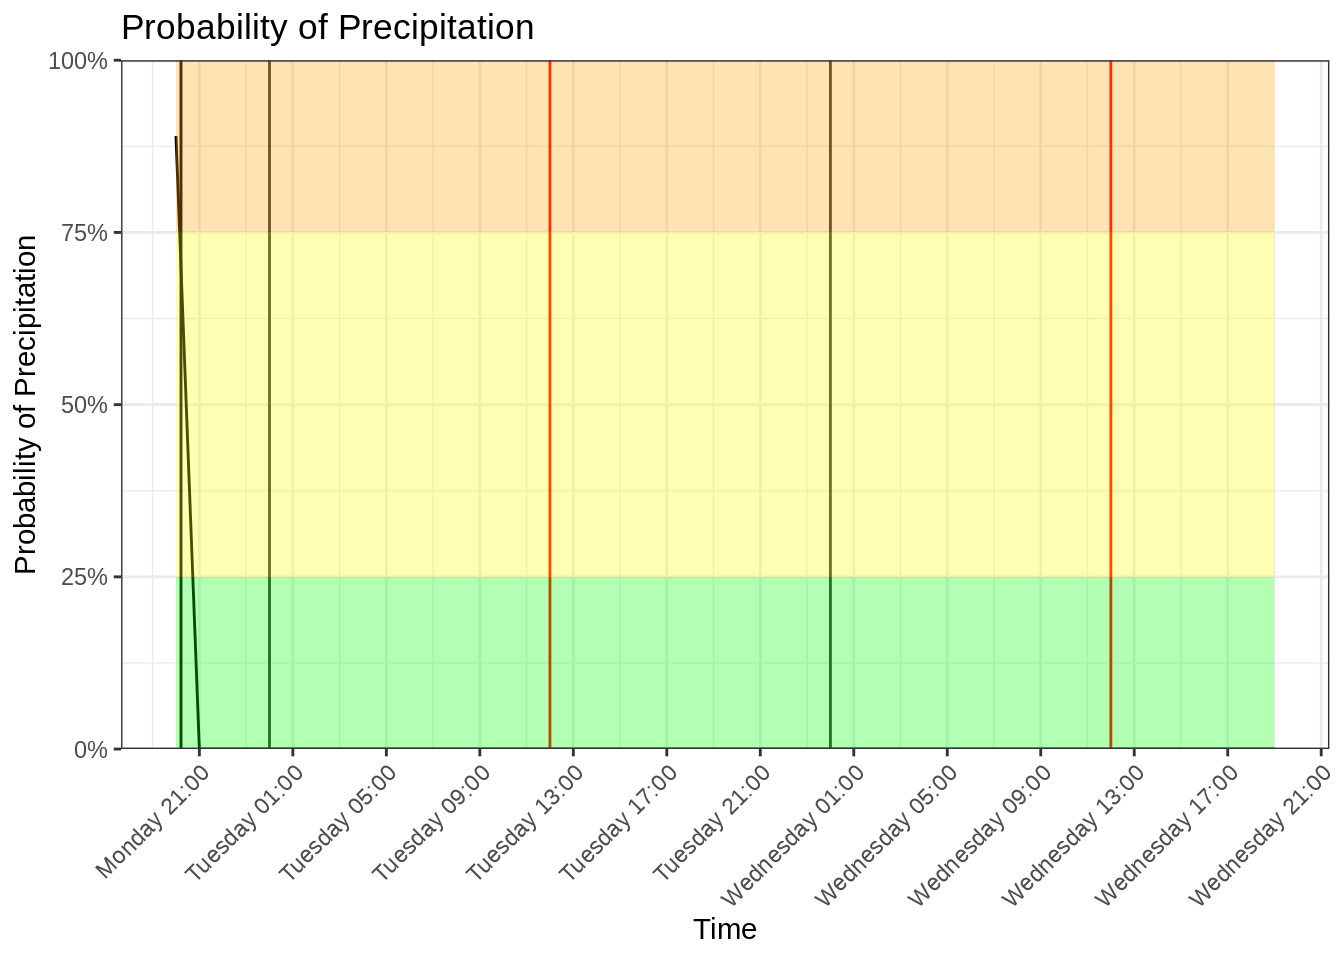 Probability of Precipitation
Probability of Precipitation
100%
75%
50%
25%
0%
Monday 21:00
Tuesday 01:00
Tuesday 05:00
Tuesday 09:00
Tuesday 13:00
Tuesday 17:00
Tuesday 21:00
Wednesday 01:00
Wednesday 05:00
Wednesday 09:00
Wednesday 13:00
Wednesday 17:00
Wednesday 21:00
Time